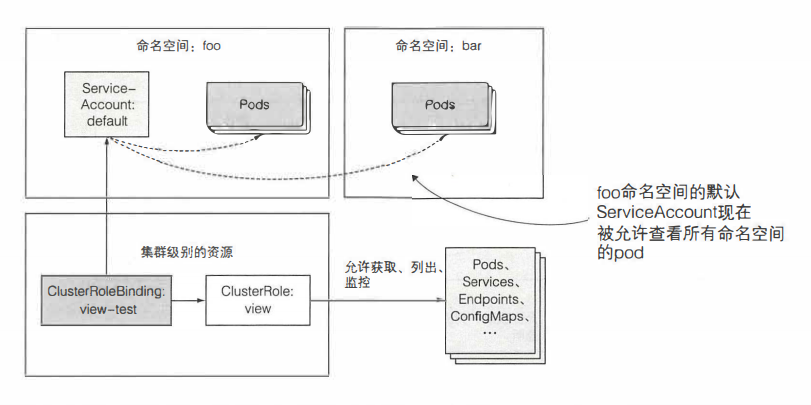 命名空间：foo
命名空间：bar
Service-
Account:
default
Pods
Pods
foo命名空间的默认
ServiceAccount现在
被允许查看所有命名空间
的pod
集群级别的资源
ClusterRoleBinding:
view-test
ClusterRole:
view
允许获取、列出、
监控
Pods、
Services、
Endpoints、
ConfigMaps、
…